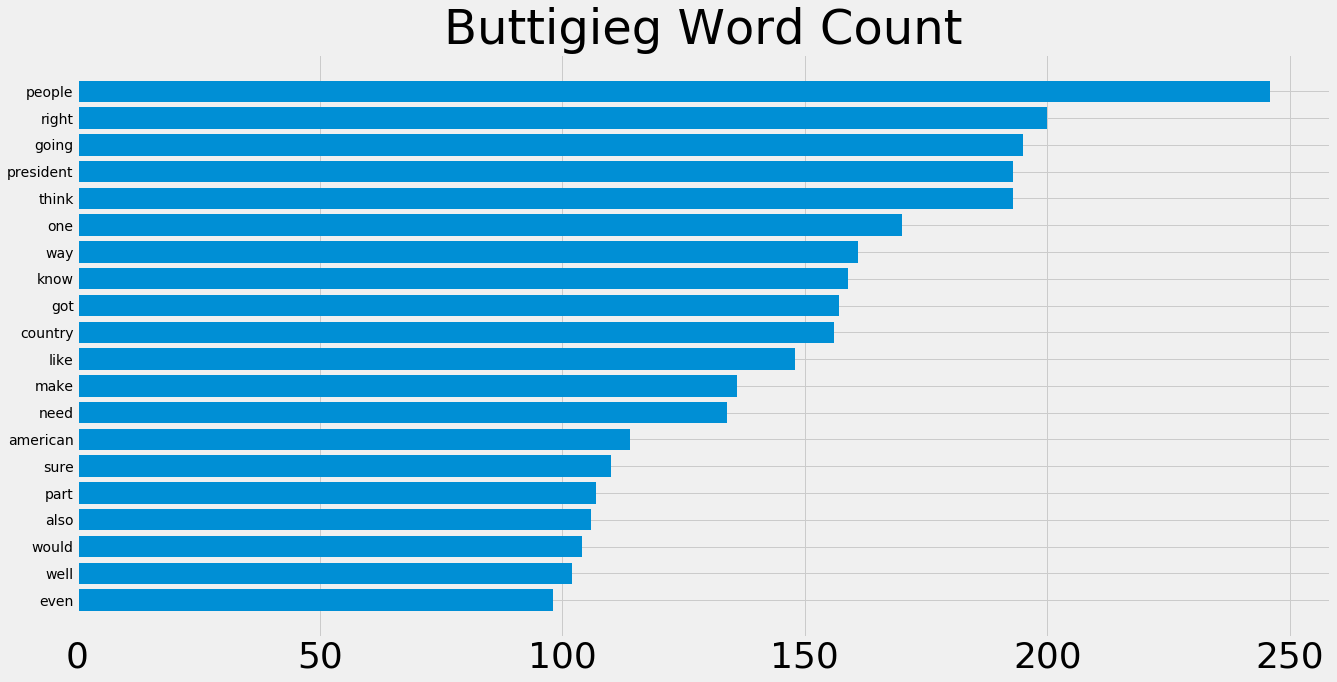 Buttigieg Word Count
people
right
going
president
think
one
way
know
got
country
like
make
need
american
sure
part
also
would
well
even
0 50 100 150 200 250